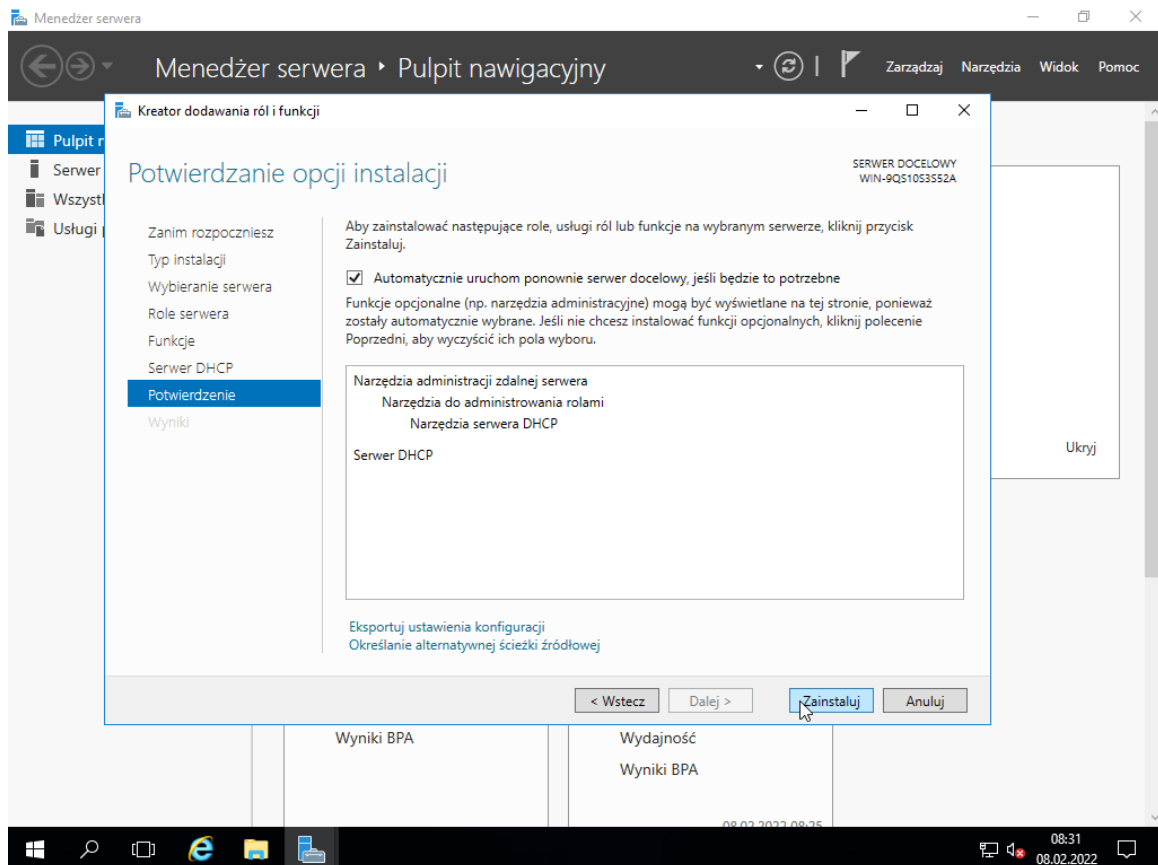 Menedżer serwera
Menedżer serwera ‣ Pulpit nawigacyjny
Zarządzaj Narzędzia Widok Pomoc
Kreator dodawania ról i funkcji
Pulpit
Serwer
Usługi
Ukryj
Potwierdzanie opcji instalacji
SERWER DOCELOWY
WIN-9QS10S3S52A
Zanim rozpoczniesz
Typ instalacji
Wybieranie serwera
Role serwera
Funkcje
Serwer DHCP
Potwierdzenie
Wyniki
Aby zainstalować następujące role, usługi ról lub funkcje na wybranym serwerze, kliknij przycisk
Zainstaluj.
Automatycznie uruchom ponownie serwer docelowy, jeśli będzie to potrzebne
Funkcje opcjonalne (np. narzędzia administracyjne) mogą być wyświetlane na tej stronie, ponieważ
zostały automatycznie wybrane. Jeśli nie chcesz instalować funkcji opcjonalnych, kliknij polecenie
Poprzedni, aby wyczyścić ich pola wyboru.
Narzędzia administracji zdalnej serwera
Narzędzia do administrowania rolami
Narzędzia serwera DHCP
Serwer DHCP
Eksportuj ustawienia konfiguracji
Określanie alternatywnej ścieżki źródłowej
< Wstecz Dalej > Zainstaluj Anuluj
Wyniki BPA
Wydajność
Wyniki BPA
08.02.2022 08:25
08:31
08.02.2022